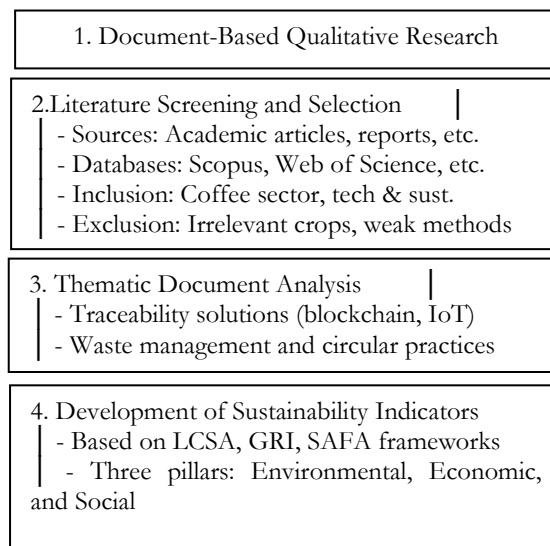 1. Document-Based Qualitative Research
2.Literature Screening and Selection │
│ - Sources: Academic articles, reports, etc.
│ - Databases: Scopus, Web of Science, etc.
│ - Inclusion: Coffee sector, tech & sust.
│ - Exclusion: Irrelevant crops, weak methods
3. Thematic Document Analysis │
│ - Traceability solutions (blockchain, IoT)
│ - Waste management and circular practices
4. Development of Sustainability Indicators
│ - Based on LCSA, GRI, SAFA frameworks
│ - Three pillars: Environmental, Economic,
and Social